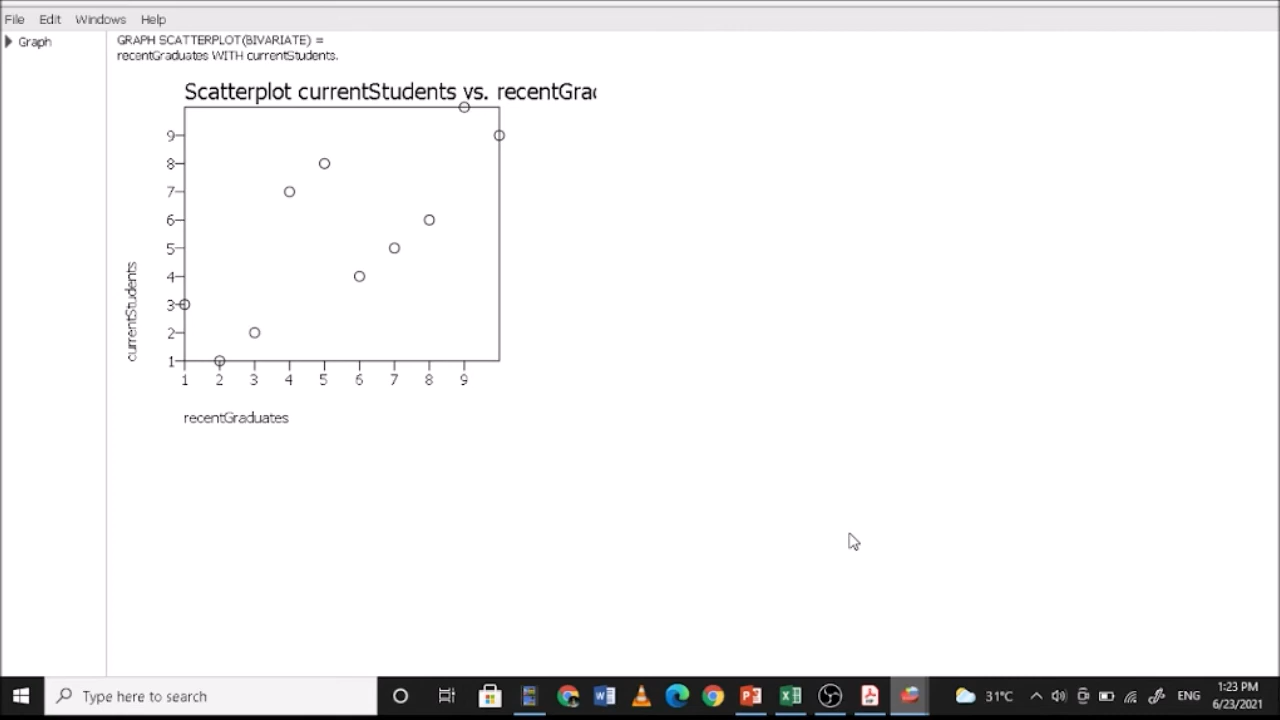 File Edit Windows Help
Graph
GRAPH SCATTERPLOT(BIVARIATE) =
recentGraduates WITH currentStudents.
Scatterplot currentStudents vs. recentGrad
9
8
7
6
5
4
3
2
1
currentStudents
1 2 3 4 5 6 7 8 9
recentGraduates
Type here to search
31°C
ENG
1:23 PM
6/23/2021